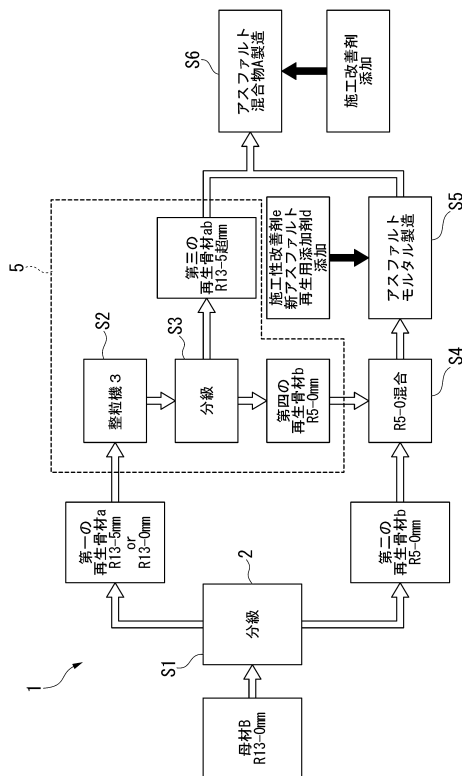 1
母材B
R13-0mm
S1
分級
2
第一の
再生骨材a
R13-5mm
or
R13-0mm
第二の
再生骨材b
R5-0mm
5
S2
整粒機3
S3
分級
第三の
再生骨材ab
R13-5超mm
第四の
再生骨材b
R5-0mm
R5-0混合
S4
施工性改善剤e
新アスファルト
再生用添加剤d
添加
アスファルト
モルタル製造
S5
S6
アスファルト
混合物A製造
施工改善剤
添加